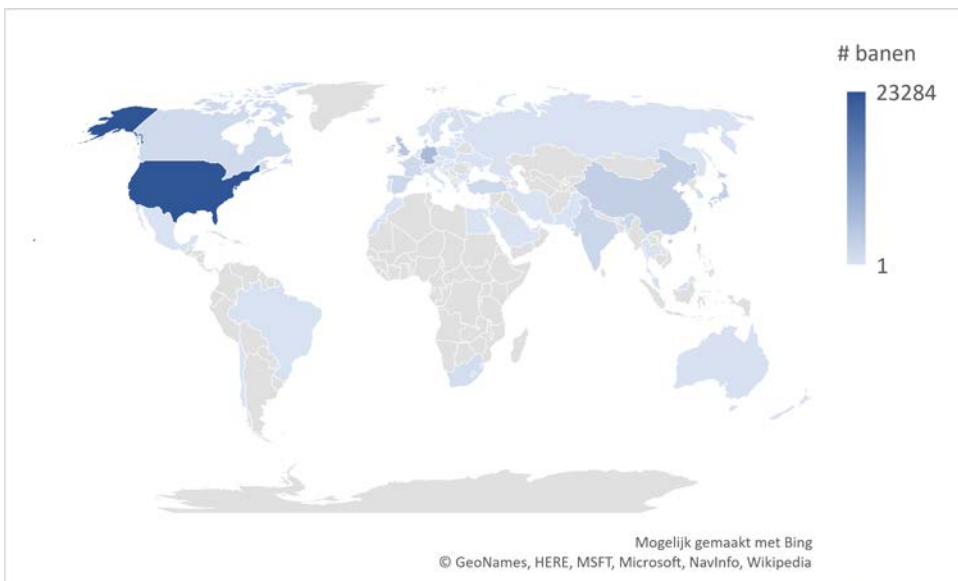 # banen
23284
1
Mogelijk gemaakt met Bing
© GeoNames, HERE, MSFT, Microsoft, NavInfo, Wikipedia